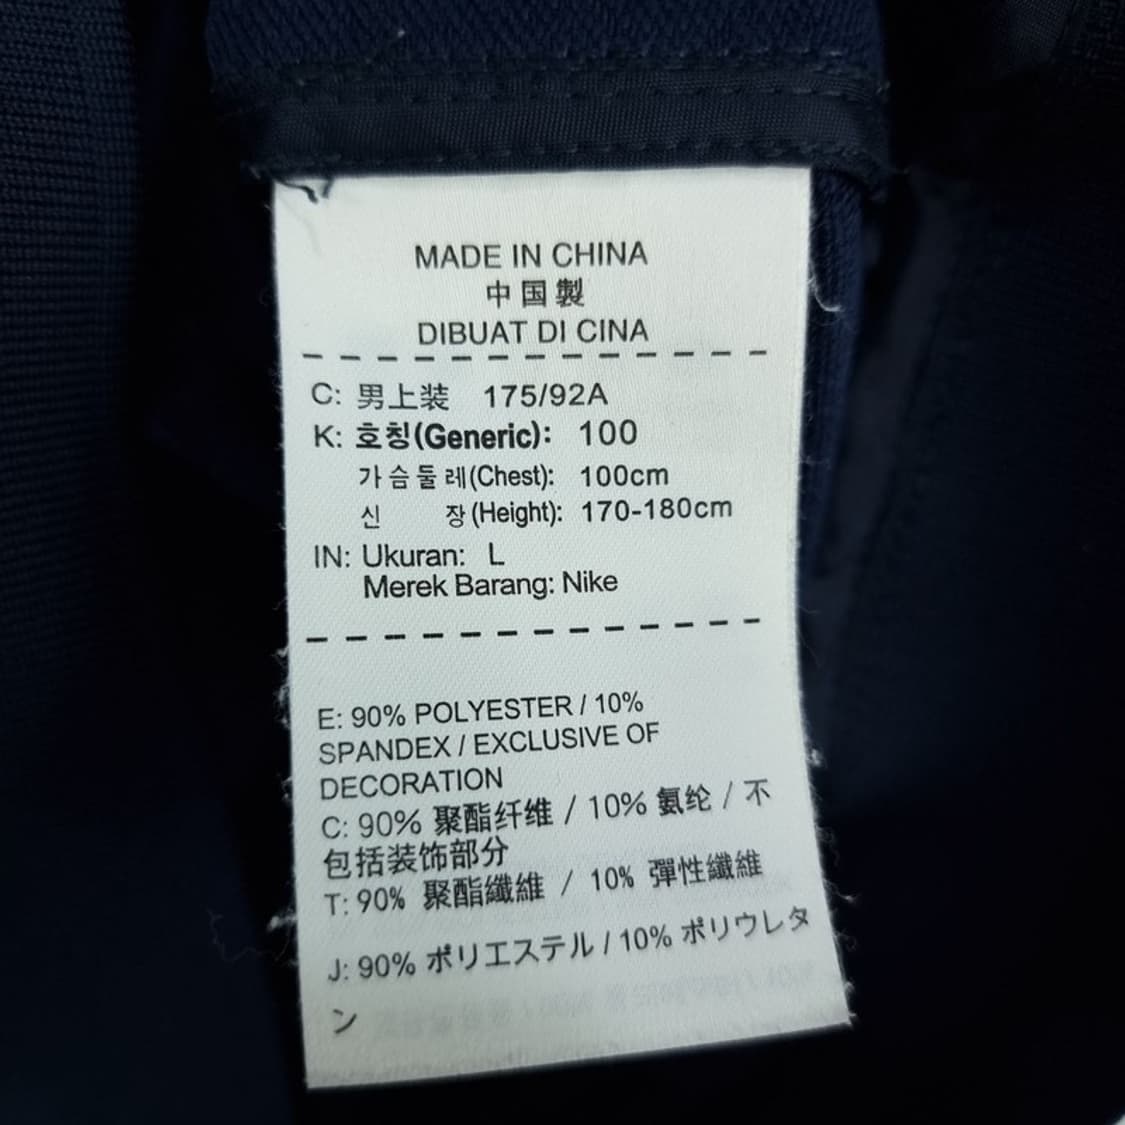 MADE IN CHINA
中国製
DIBUAT DI CINA
C: 男上装 175/92A
K: 호칭(Generic): 100
가슴둘레(Chest): 100cm
신 장(Height): 170-180cm
IN: Ukuran: L
Merek Barang: Nike
E: 90% POLYESTER / 10%
SPANDEX / EXCLUSIVE OF
DECORATION
C: 90% 聚酯纤维 / 10% 氨纶 / 不
包括装饰部分
T: 90% 聚酯纖維 / 10% 彈性纖維
J: 90% ポリエステル / 10% ポリウレタ
ン